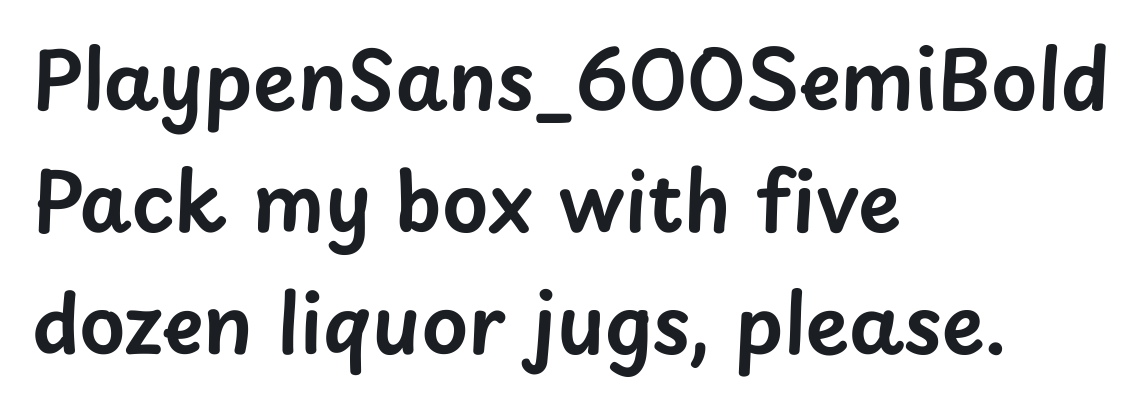 PlaypenSans_600SemiBold
Pack my box with five
dozen liquor jugs, please.